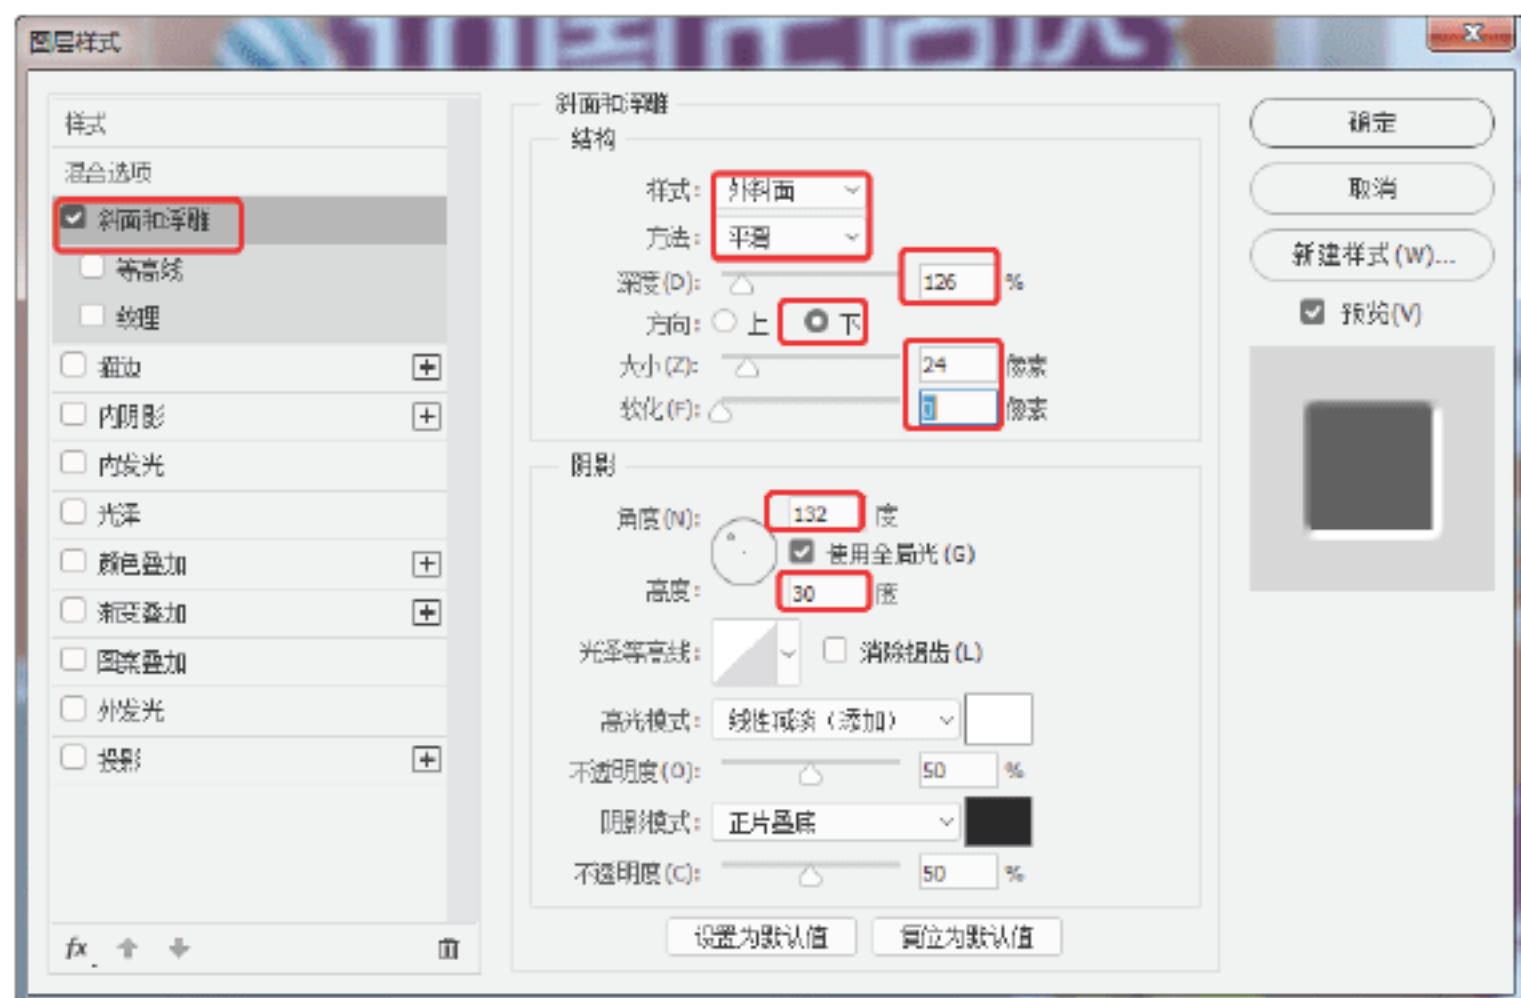 图层样式
样式
混合选项
斜面和浮雕
等高线
纹理
描边
内阴影
内发光
光泽
颜色叠加
渐变叠加
图案叠加
外发光
投影
fx
斜面和浮雕
结构
样式: 外斜面
方法: 平滑
深度(D): 126 %
方向: 上 下
大小(Z): 24 像素
软化(F): 0 像素
阴影
角度(N): 132 度
使用全局光(G)
高度: 30 度
光泽等高线: 消除锯齿(L)
高光模式: 线性减淡（添加）
不透明度(O): 50 %
阴影模式: 正片叠底
不透明度(C): 50 %
设置为默认值 复位为默认值
确定
取消
新建样式(W)...
预览(V)